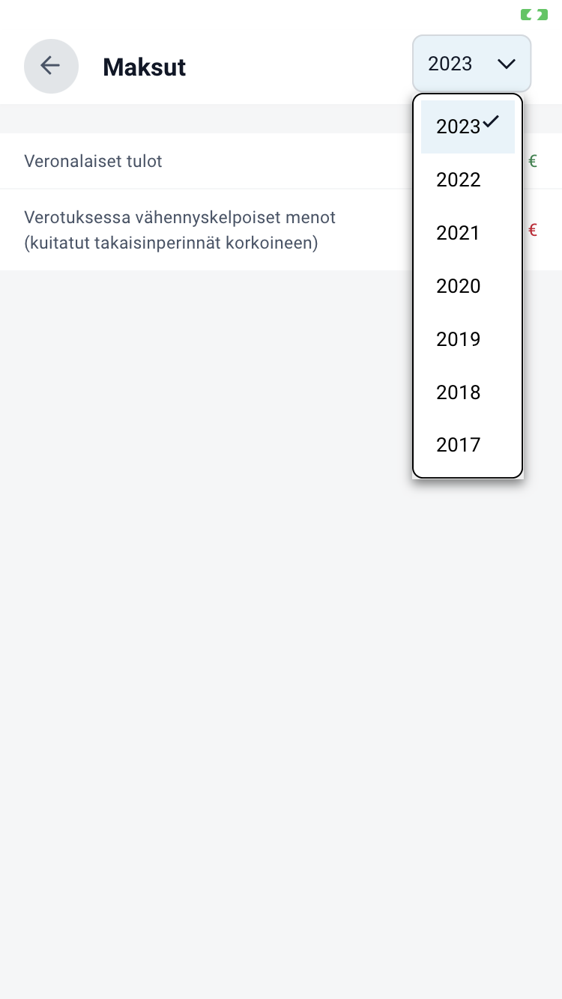 Maksut
2023
2023
2022
2021
2020
2019
2018
2017
Veronalaiset tulot
€
Verotuksessa vähennyskelpoiset menot
(kuitatut takaisinperinnät korkoineen)
€